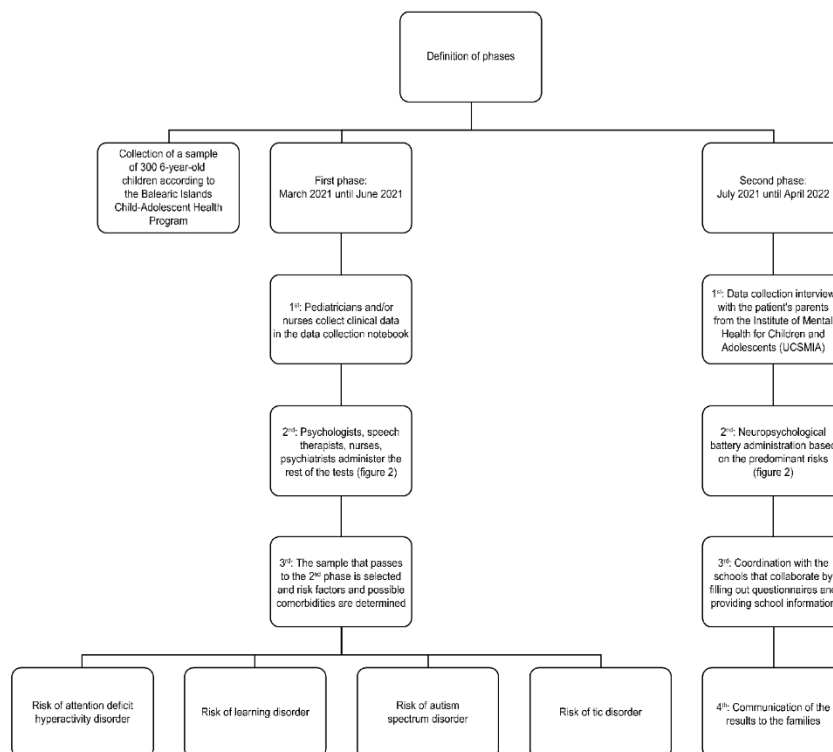 Definition of phases
Collection of a sample
of 300 6-year-old
children according to
the Balearic Islands
Child-Adolescent Health
Program
First phase:
March 2021 until June 2021
Second phase:
July 2021 until April 2022
1st: Pediatricians and/or
nurses collect clinical data
in the data collection notebook
1st: Data collection interview
with the patient's parents
from the Institute of Mental
Health for Children and
Adolescents (UCSMIA)
2nd: Psychologists, speech
therapists, nurses,
psychiatrists administer the
rest of the tests (figure 2)
2nd: Neuropsychological
battery administration based
on the predominant risks
(figure 2)
3rd: The sample that passes
to the 2nd phase is selected
and risk factors and possible
comorbidities are determined
3rd: Coordination with the
schools that collaborate by
filling out questionnaires and
providing school information
Risk of attention deficit
hyperactivity disorder
Risk of learning disorder
Risk of autism
spectrum disorder
Risk of tic disorder
4th: Communication of the
results to the families